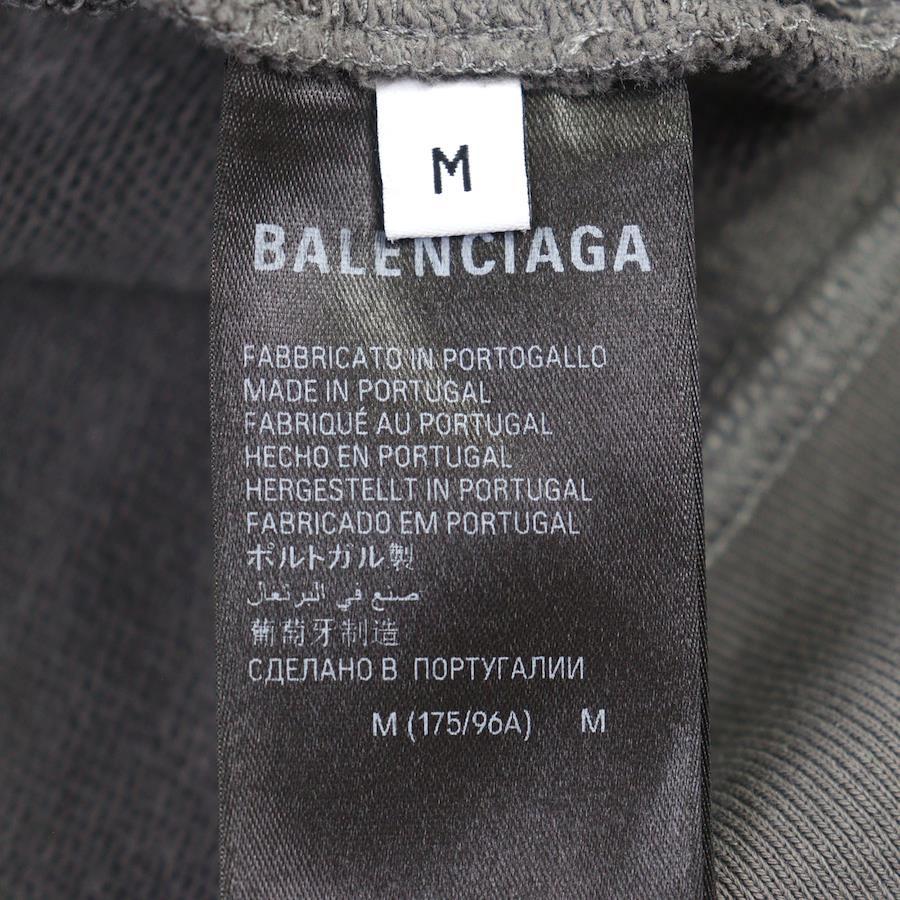 M
BALENCIAGA
FABBRICATO IN PORTOGALLO
MADE IN PORTUGAL
FABRIQUÉ AU PORTUGAL
HECHO EN PORTUGAL
HERGESTELLT IN PORTUGAL
FABRICADO EM PORTUGAL
ポルトガル製
صنع في البرتغال
葡萄牙制造
СДЕЛАНО В ПОРТУГАЛИИ
M (175/96A) M